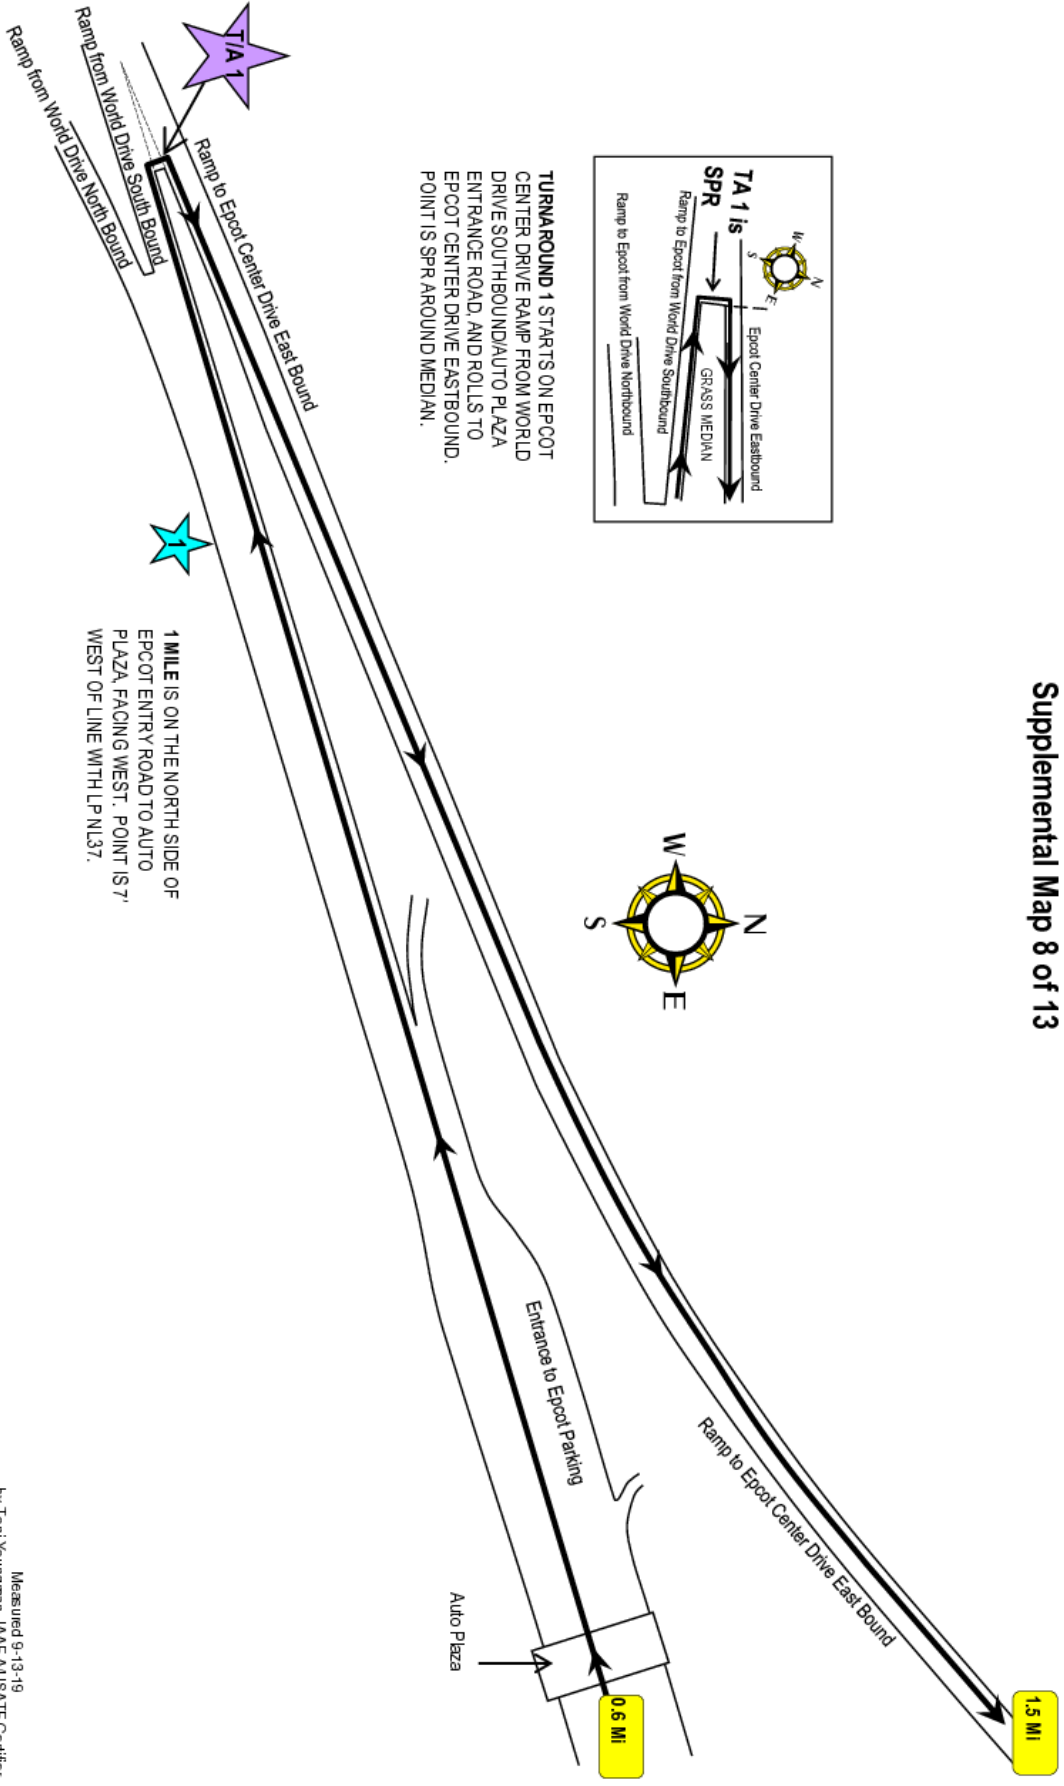 Supplemental Map 8 of 13
N
W
E
S
TA 1 is
SPR
W
N
S
E
Epcot Center Drive Eastbound
GRASS MEDIAN
Ramp to Epcot from World Drive Southbound
Ramp to Epcot from World Drive Northbound
TURNAROUND 1 STARTS ON EPCOT
CENTER DRIVE RAMP FROM WORLD
DRIVE SOUTHBOUND/AUTO PLAZA
ENTRANCE ROAD, AND ROLLS TO
EPCOT CENTER DRIVE EASTBOUND.
POINT IS SPR AROUND MEDIAN.
T/A 1
Ramp to Epcot Center Drive East Bound
Ramp from World Drive South Bound
Ramp from World Drive North Bound
1
1 MILE IS ON THE NORTH SIDE OF
EPCOT ENTRY ROAD TO AUTO
PLAZA, FACING WEST. POINT IS 7'
WEST OF LINE WITH LP NL37.
Entrance to Epcot Parking
Ramp to Epcot Center Drive East Bound
1.5 Mi
0.6 Mi
Auto Plaza
Measured 9-13-19